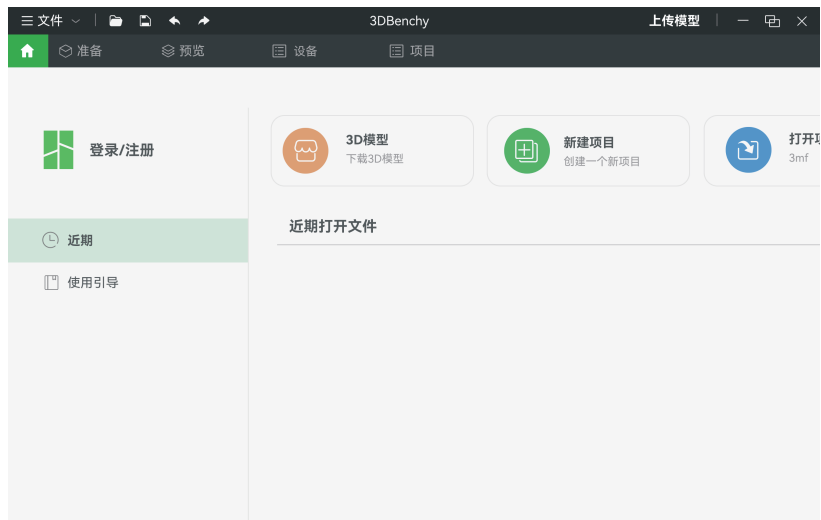 文件
3DBenchy
上传模型
准备
预览
设备
项目
登录/注册
3D模型
下载3D模型
新建项目
创建一个新项目
打开
3mf
近期打开文件
近期
使用引导